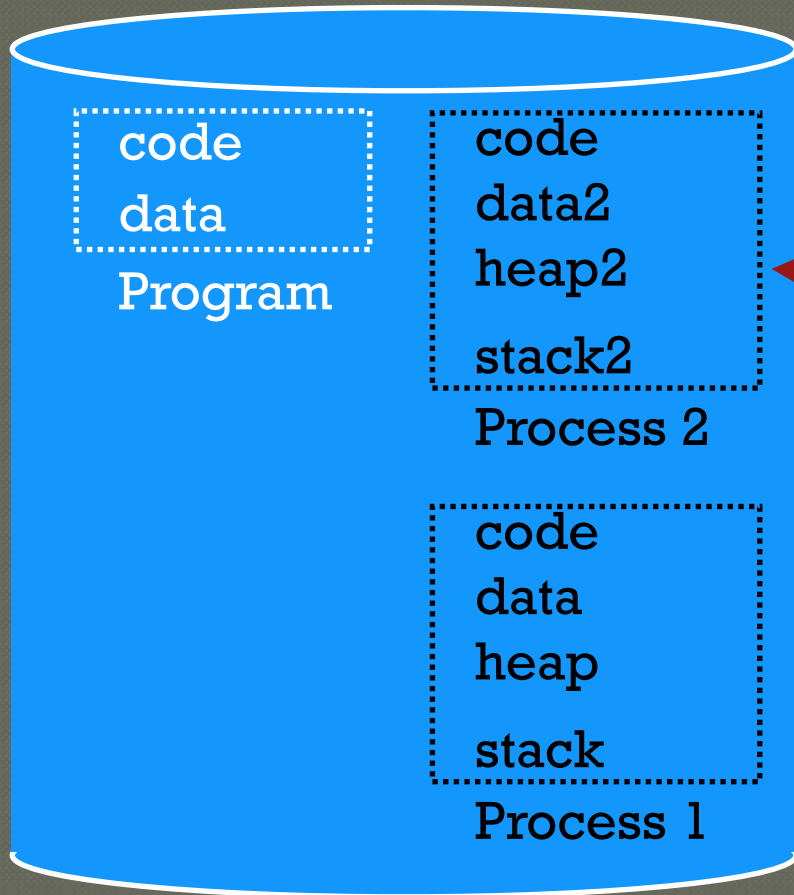 code
data
Program
code
data2
heap2
stack2
Process 2
code
data
heap
stack
Process 1